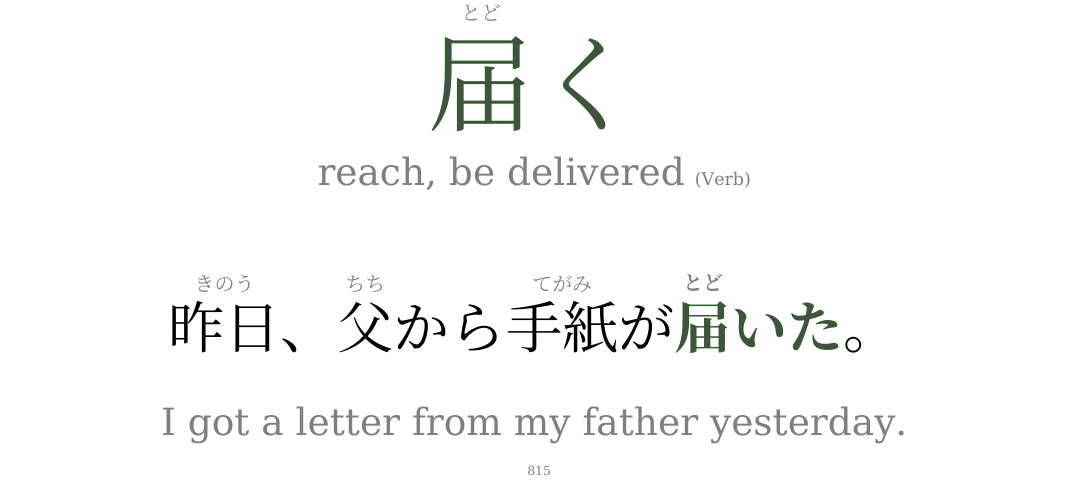 とど
届く
reach, be delivered (Verb)
きのう ちち てがみ とど
昨日、父から手紙が届いた。
I got a letter from my father yesterday.
815